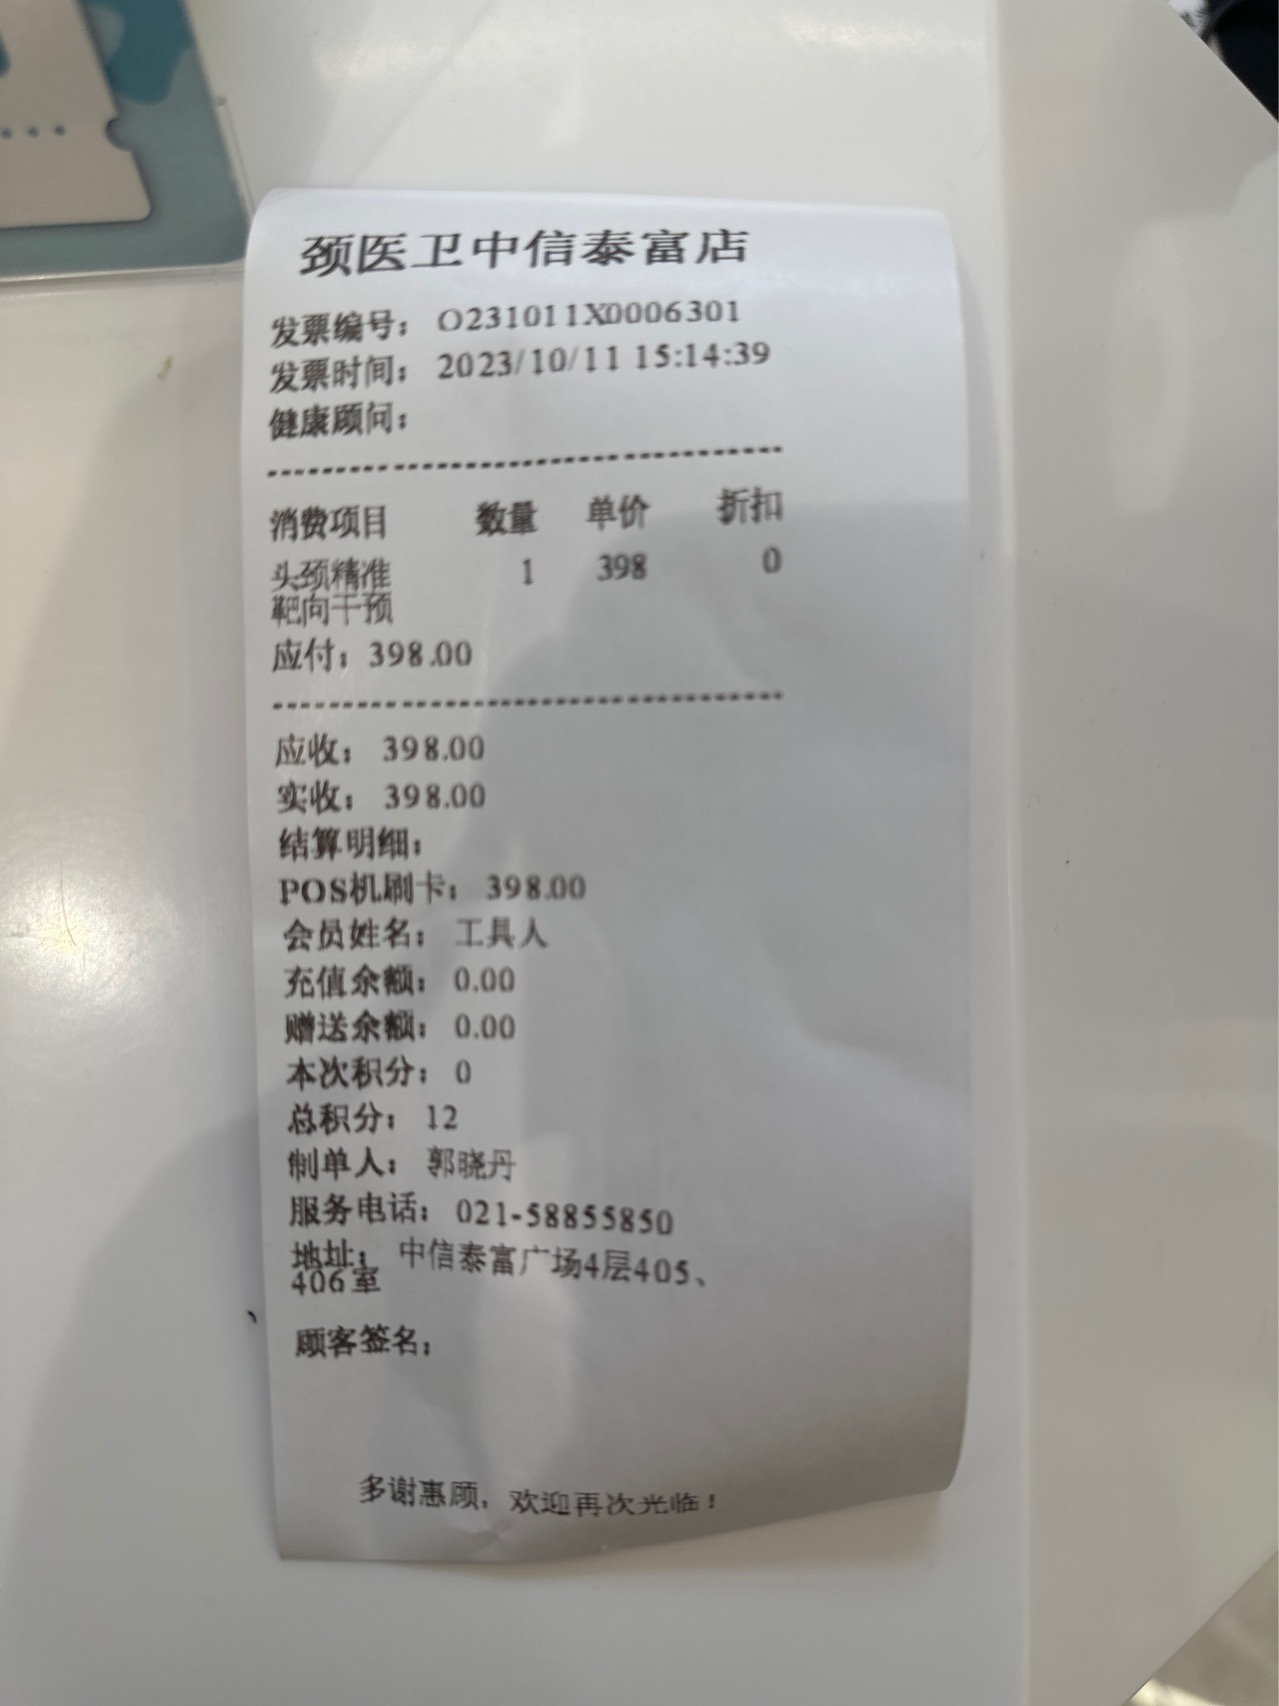 颈医卫中信泰富店
发票编号： O231011X0006301
发票时间： 2023/10/11 15:14:39
健康顾问：
消费项目 数量 单价 折扣
头颈精准 1 398 0
靶向干预
应付：398.00
应收： 398.00
实收： 398.00
结算明细：
POS机刷卡： 398.00
会员姓名： 工具人
充值余额： 0.00
赠送余额： 0.00
本次积分： 0
总积分： 12
制单人： 郭晓丹
服务电话： 021-58855850
地址： 中信泰富广场4层405、
406室
顾客签名：
多谢惠顾，欢迎再次光临！